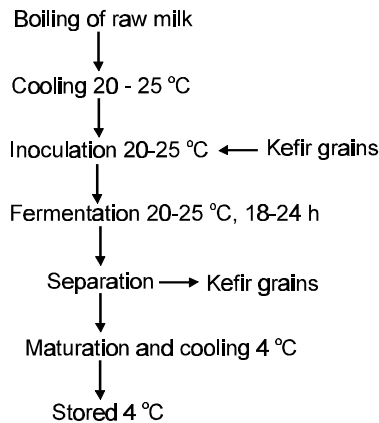 Boiling of raw milk
Cooling 20 - 25 °C
Inoculation 20-25 °C
Kefir grains
Fermentation 20-25 °C, 18-24 h
Separation
Kefir grains
Maturation and cooling 4 °C
Stored 4 °C